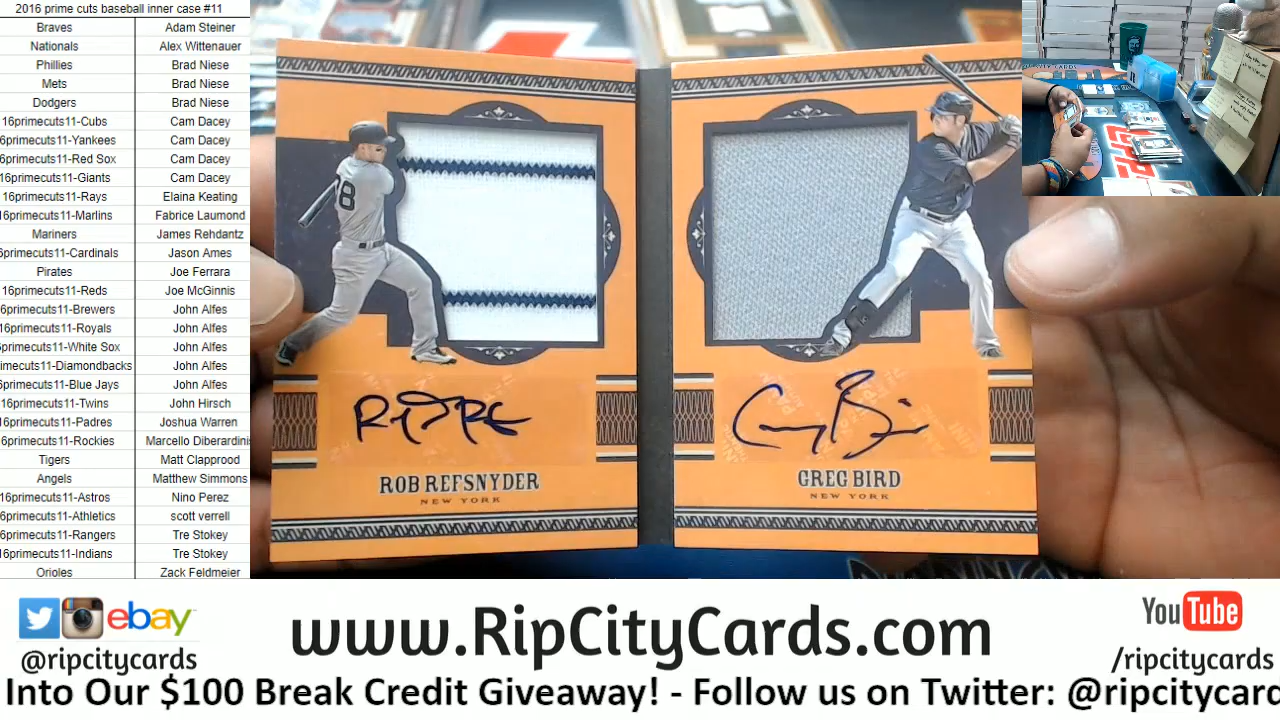 2016 prime cuts baseball inner case #11
Braves Adam Steiner
Nationals Alex Wittenauer
Phillies Brad Niese
Mets Brad Niese
Dodgers Brad Niese
16primecuts11-Cubs Cam Dacey
6primecuts11-Yankees Cam Dacey
6primecuts11-Red Sox Cam Dacey
6primecuts11-Giants Cam Dacey
16primecuts11-Rays Elaina Keating
6primecuts11-Marlins Fabrice Laumond
Mariners James Rehdantz
6primecuts11-Cardinals Jason Ames
Pirates Joe Ferrara
16primecuts11-Reds Joe McGinnis
6primecuts11-Brewers John Alfes
6primecuts11-Royals John Alfes
primecuts11-White Sox John Alfes
imecuts11-Diamondbacks John Alfes
6primecuts11-Blue Jays John Alfes
16primecuts11-Twins John Hirsch
16primecuts11-Padres Joshua Warren
6primecuts11-Rockies Marcello Diberardinis
Tigers Matt Clapprood
Angels Matthew Simmons
16primecuts11-Astros Nino Perez
6primecuts11-Athletics scott verrell
6primecuts11-Rangers Tre Stokey
16primecuts11-Indians Tre Stokey
Orioles Zack Feldmeier
ROB REFSNYDER
NEW YORK
GREG BIRD
NEW YORK
ebay
@ripcitycards
www.RipCityCards.com
YouTube
/ripcitycards
Into Our $100 Break Credit Giveaway! - Follow us on Twitter: @ripcitycard